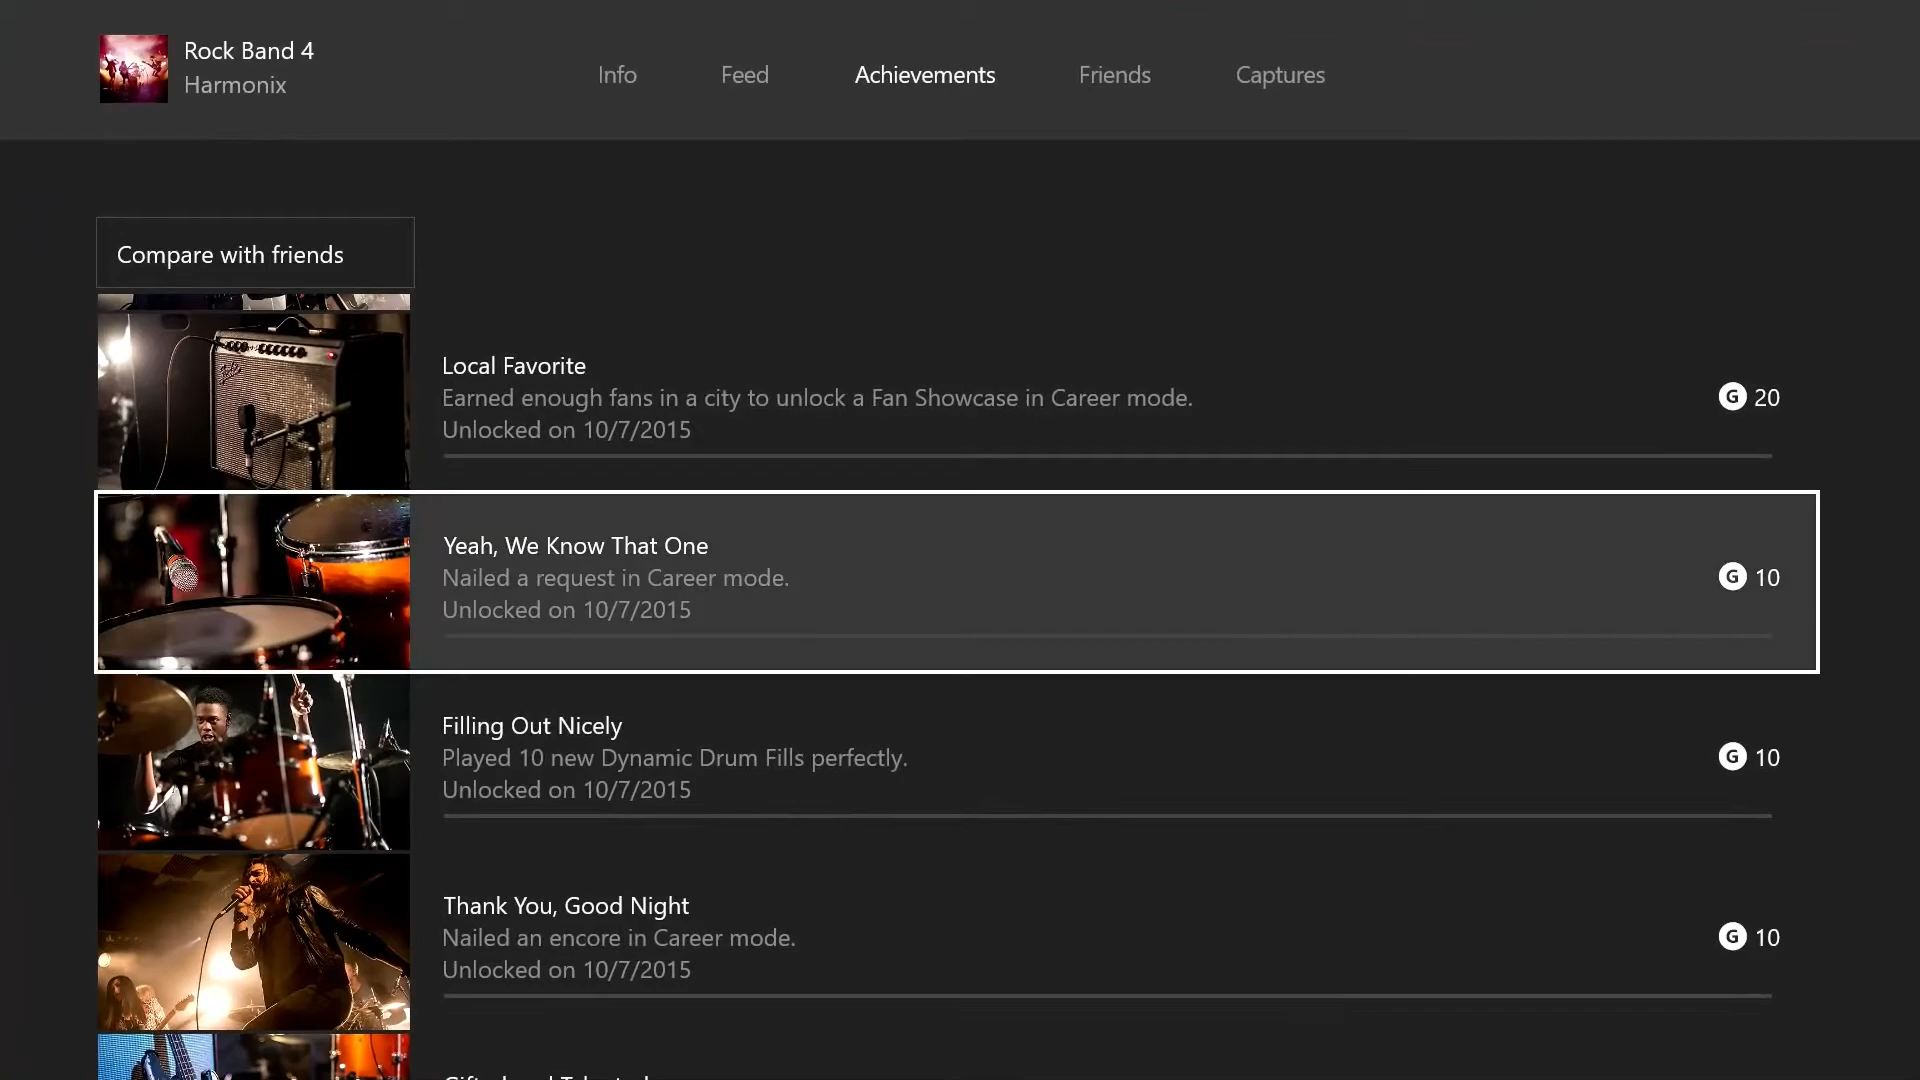 Rock Band 4
Harmonix
Info
Feed
Achievements
Friends
Captures
Compare with friends
Local Favorite
Earned enough fans in a city to unlock a Fan Showcase in Career mode.
Unlocked on 10/7/2015
G 20
Yeah, We Know That One
Nailed a request in Career mode.
Unlocked on 10/7/2015
G 10
Filling Out Nicely
Played 10 new Dynamic Drum Fills perfectly.
Unlocked on 10/7/2015
G 10
Thank You, Good Night
Nailed an encore in Career mode.
Unlocked on 10/7/2015
G 10